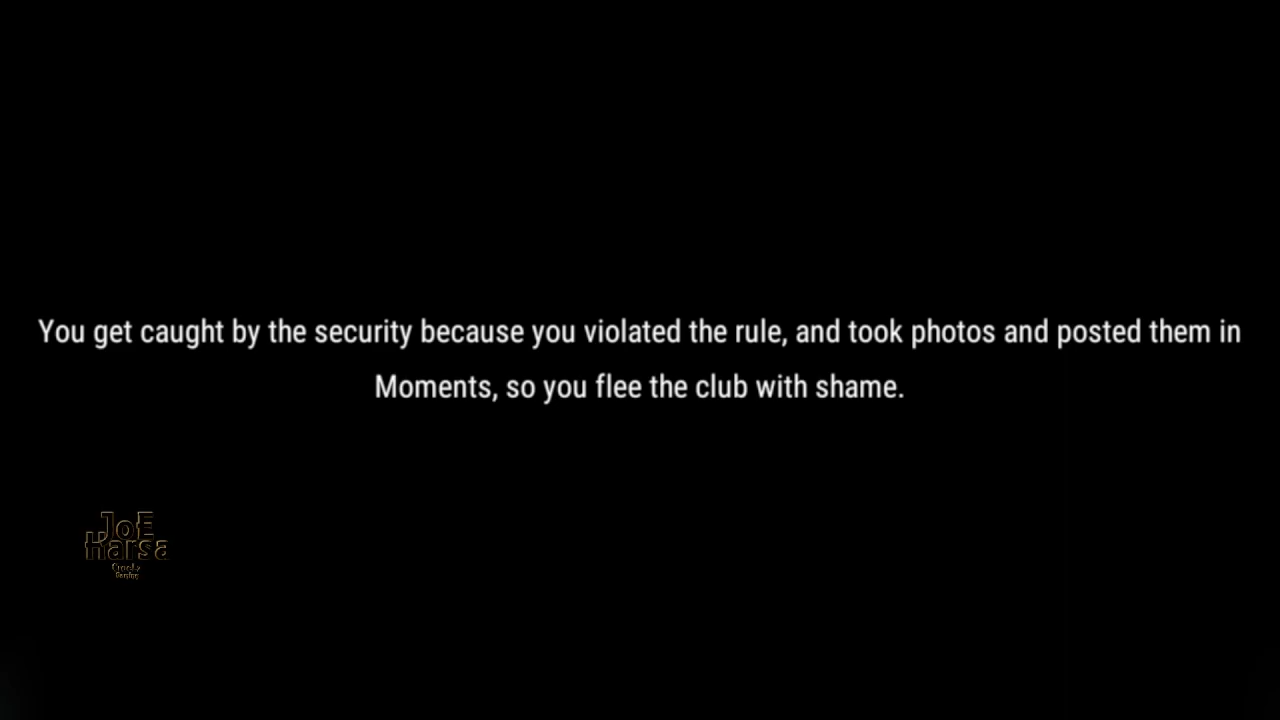 You get caught by the security because you violated the rule, and took photos and posted them in
Moments, so you flee the club with shame.
JoE
Harsa